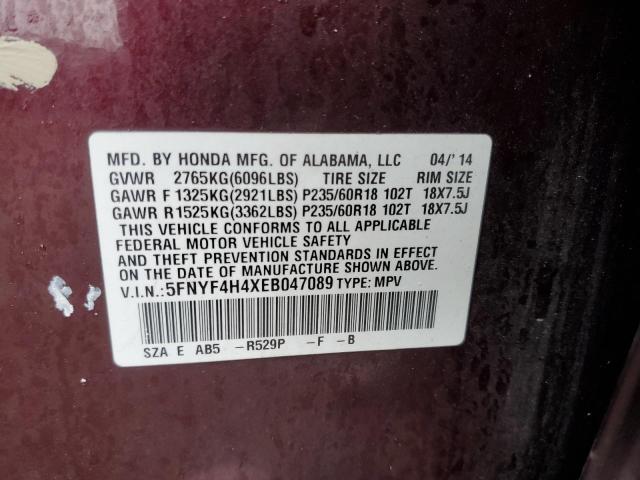 MFD. BY HONDA MFG. OF ALABAMA, LLC 04/'14
GVWR 2765KG(6096LBS) TIRE SIZE RIM SIZE
GAWR F 1325KG(2921LBS) P235/60R18 102T 18X7.5J
GAWR R 1525KG(3362LBS) P235/60R18 102T 18X7.5J
THIS VEHICLE CONFORMS TO ALL APPLICABLE
FEDERAL MOTOR VEHICLE SAFETY
AND THEFT PREVENTION STANDARDS IN EFFECT
ON THE DATE OF MANUFACTURE SHOWN ABOVE.
V.I.N.:5FNYF4H4XEB047089 TYPE: MPV
SZA E AB5 -R529P -F -B